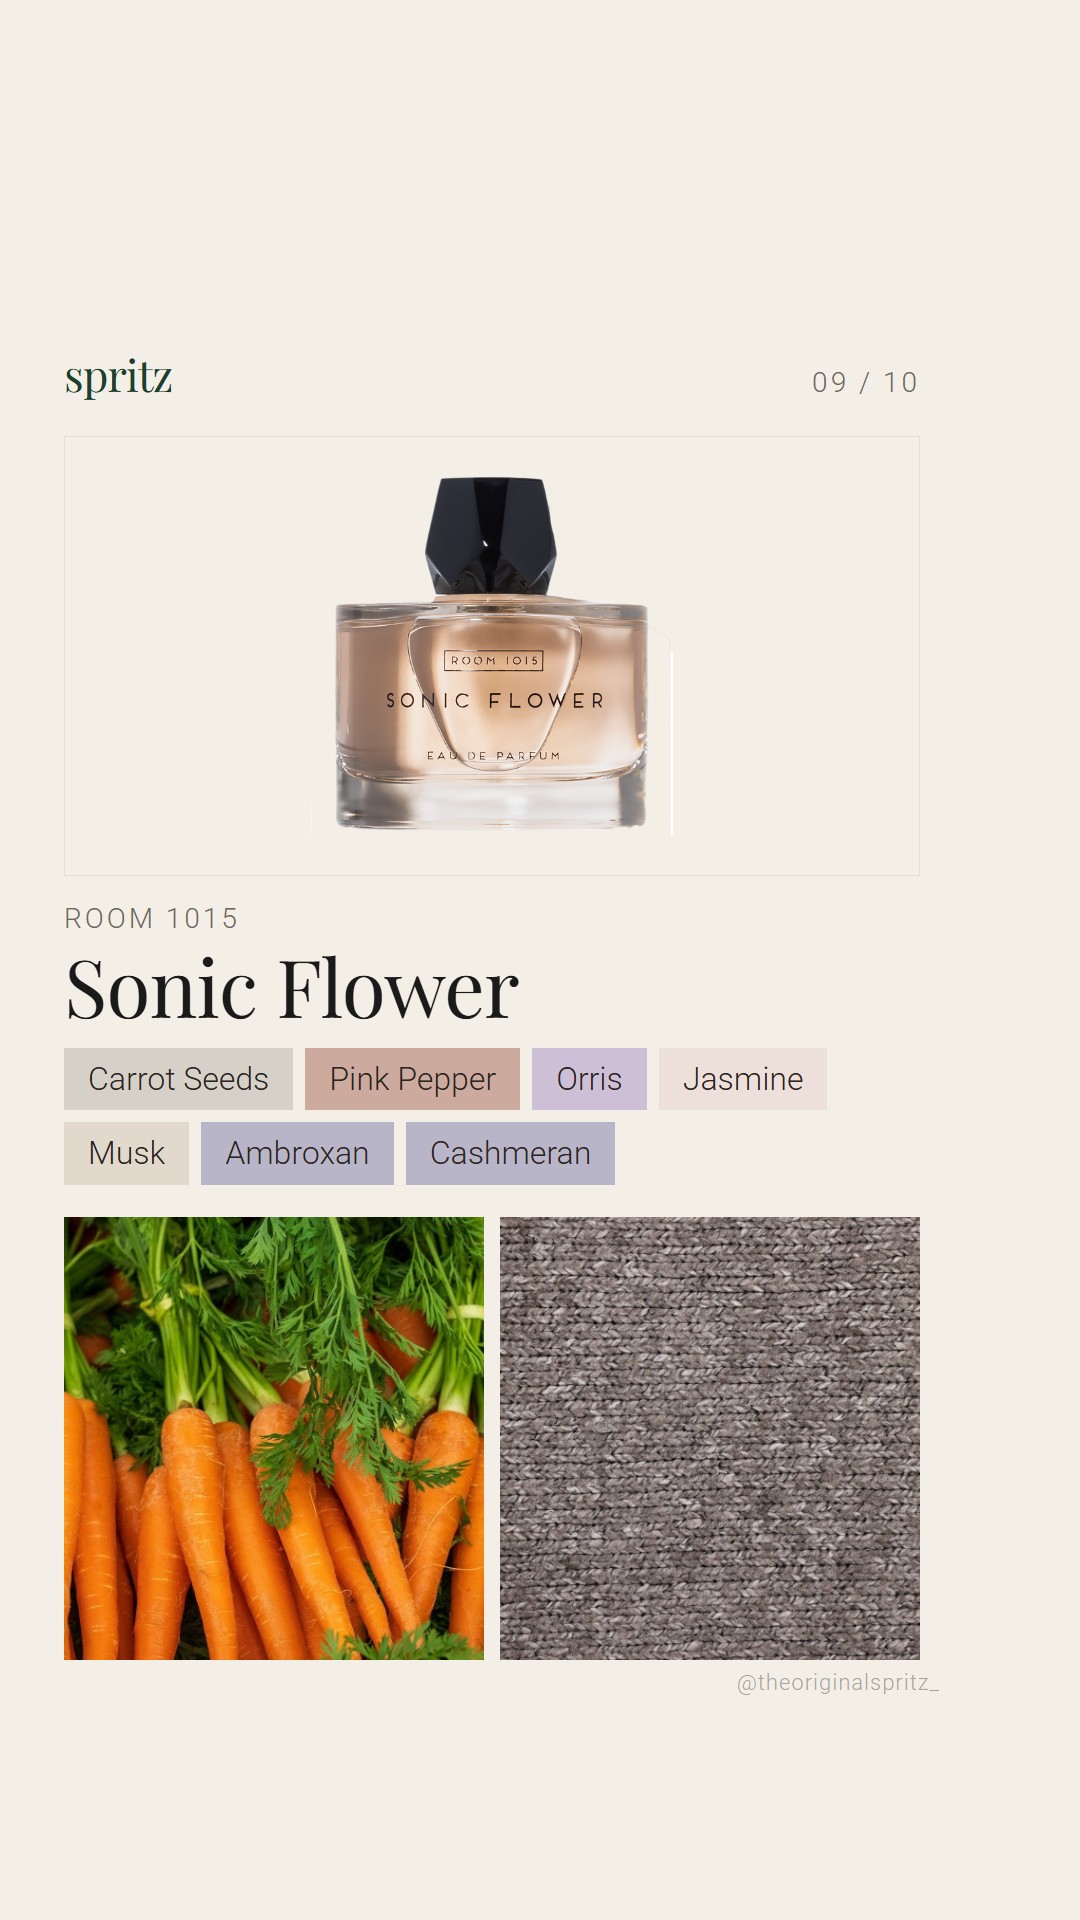 spritz
09 / 10
ROOM 1015
SONIC FLOWER
EAU DE PARFUM
ROOM 1015
Sonic Flower
Carrot Seeds Pink Pepper Orris Jasmine
Musk Ambroxan Cashmeran
@theoriginalspritz_